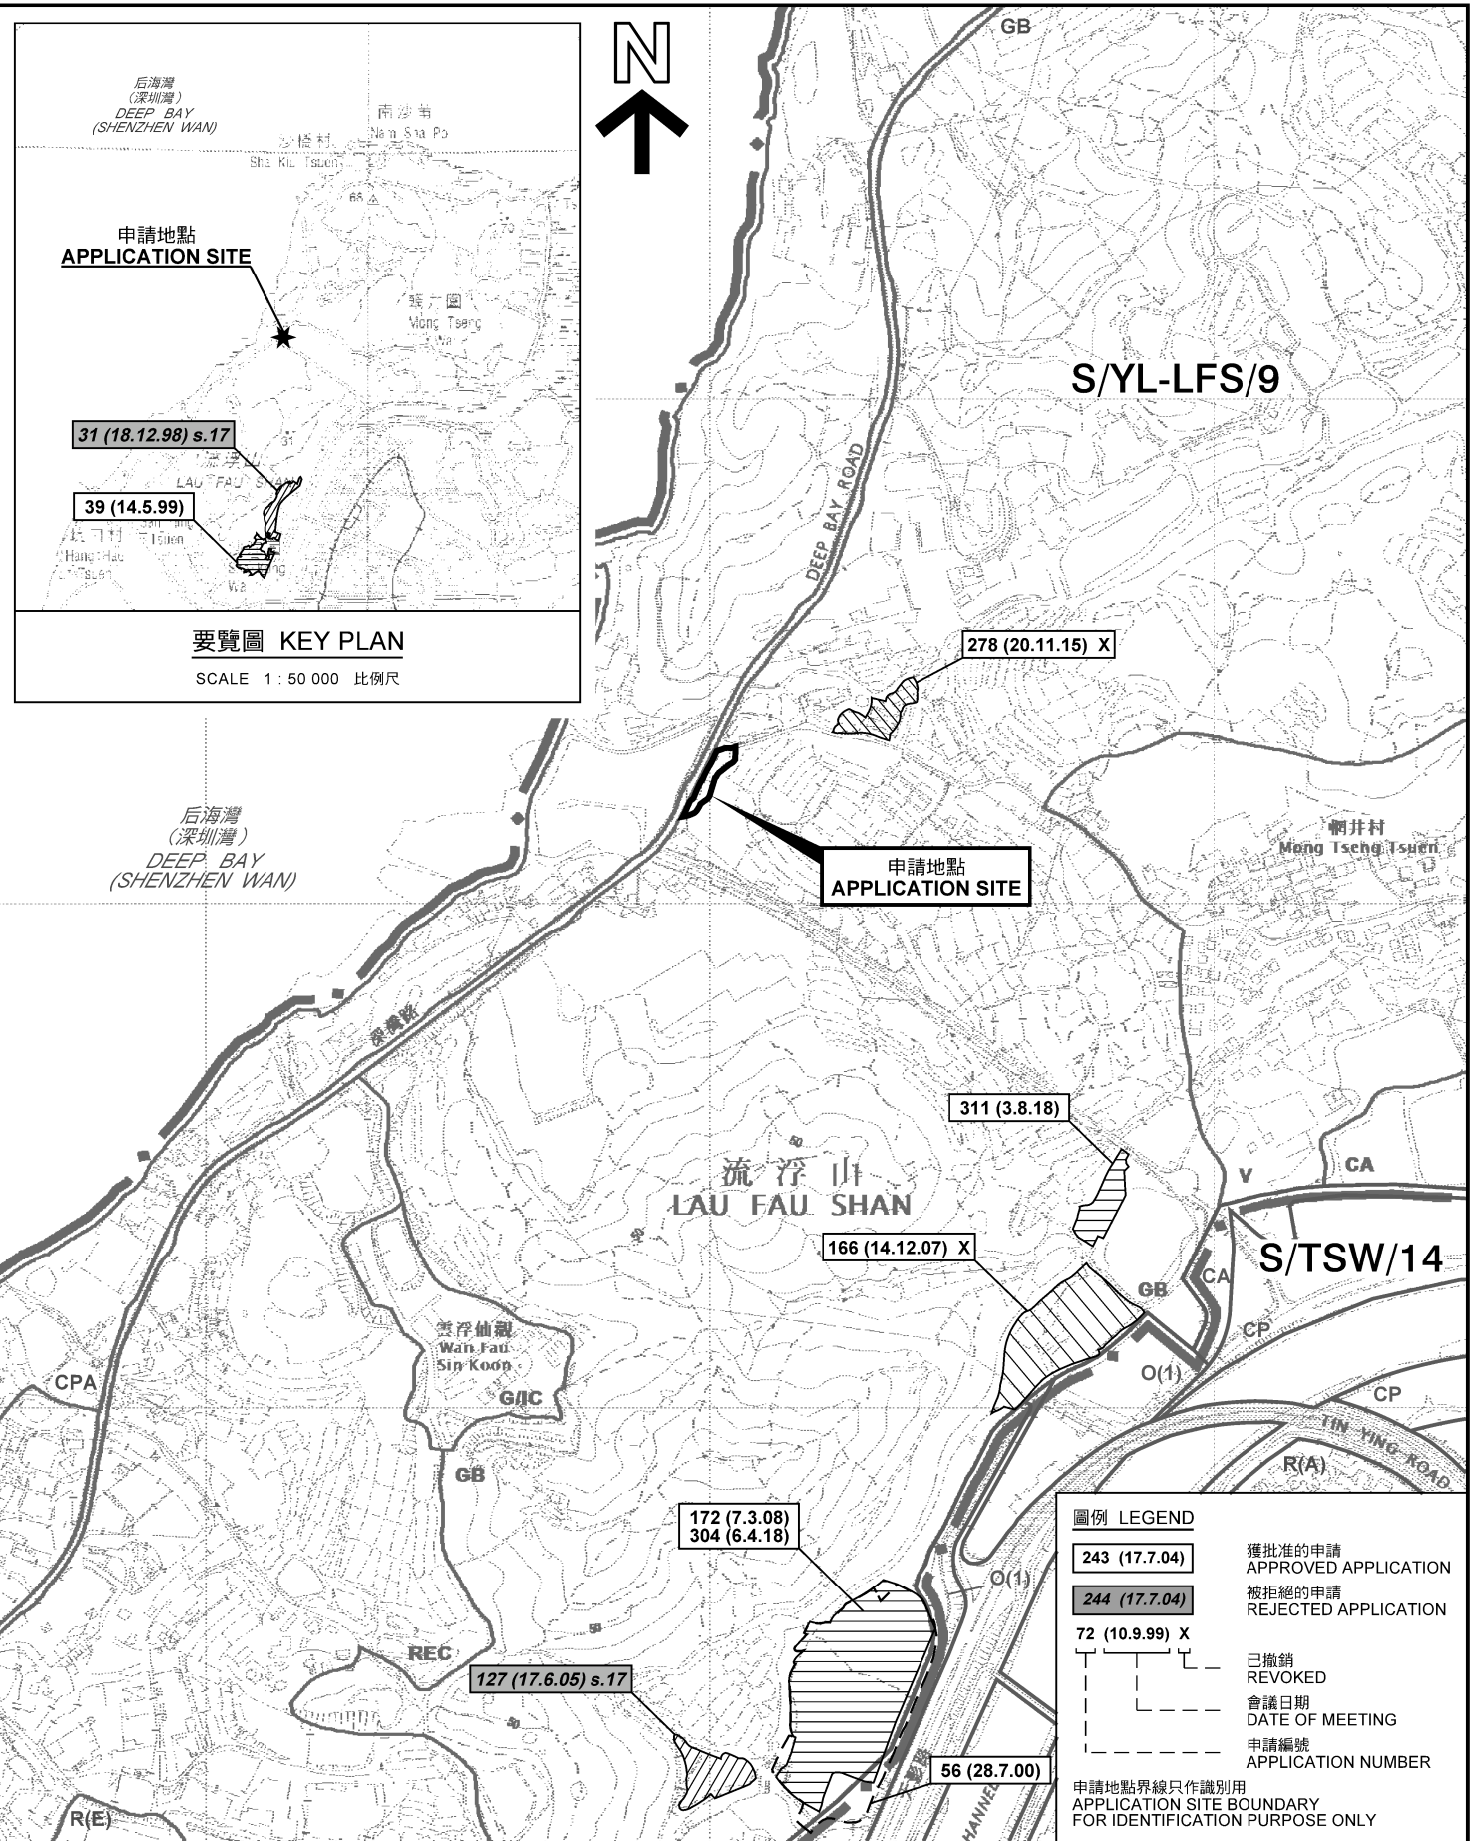 后海灣
(深圳灣)
DEEP BAY
(SHENZHEN WAN)
沙橋村
Sha Kiu Tsuen
南沙莆
Nam Sha Po
申請地點
APPLICATION SITE
Mong Tseng
Wai
31 (18.12.98) s.17
31
LAU FAU SHAN
39 (14.5.99)
Tsuen
Hang Hau
Tsuen
要覽圖 KEY PLAN
SCALE 1 : 50 000 比例尺
N
GB
S/YL-LFS/9
DEEP BAY ROAD
278 (20.11.15) X
后海灣
(深圳灣)
DEEP BAY
(SHENZHEN WAN)
申請地點
APPLICATION SITE
輞井村
Mong Tseng Tsuen
深灣路
311 (3.8.18)
流浮山
LAU FAU SHAN
50
50
V
CA
166 (14.12.07) X
S/TSW/14
GB
CA
CP
雲浮仙觀
Wan Fau
Sin Koon
G/IC
CPA
O(1)
CP
TIN YING ROAD
R(A)
GB
172 (7.3.08)
304 (6.4.18)
O(1)
REC
50
127 (17.6.05) s.17
50
56 (28.7.00)
HANNEL
R(E)
圖例 LEGEND
243 (17.7.04)
獲批准的申請
APPROVED APPLICATION
244 (17.7.04)
被拒絕的申請
REJECTED APPLICATION
72 (10.9.99) X
已撤銷
REVOKED
會議日期
DATE OF MEETING
申請編號
APPLICATION NUMBER
申請地點界線只作識別用
APPLICATION SITE BOUNDARY
FOR IDENTIFICATION PURPOSE ONLY